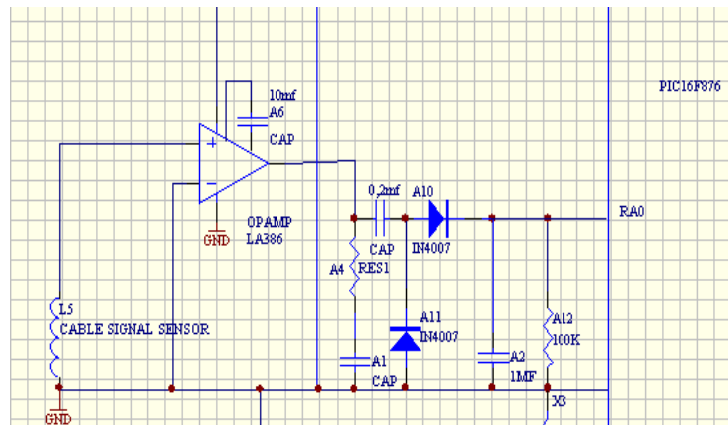 PIC16F876
10mf
A6
CAP
0,2mf
A10
RA0
OPAMP
LA386
GND
CAP
IN4007
A4
RES1
L5
CABLE SIGNAL SENSOR
A11
IN4007
A12
100K
A1
CAP
A2
1MF
X3
GND